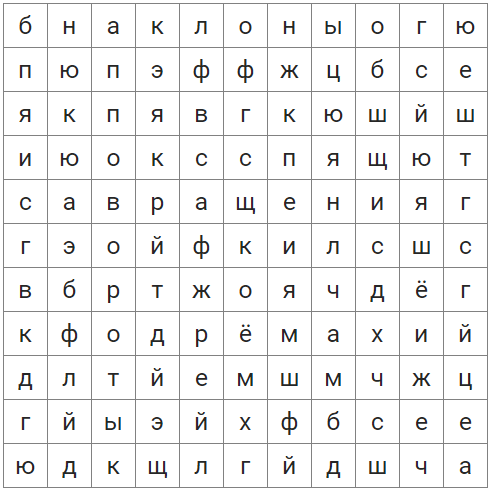 б н а к л о н ы о г ю
п ю п э ф ф ж ц б с е
я к п я в г к ю ш й ш
и ю о к с с п я щ ю т
с а в р а щ е н и я г
г э о й ф к и л с ш с
в б р т ж о я ч д ё г
к ф о д р ё м а х и й
д л т й е м ш м ч ж ц
г й ы э й х ф б с е е
ю д к щ л г й д ш ч а